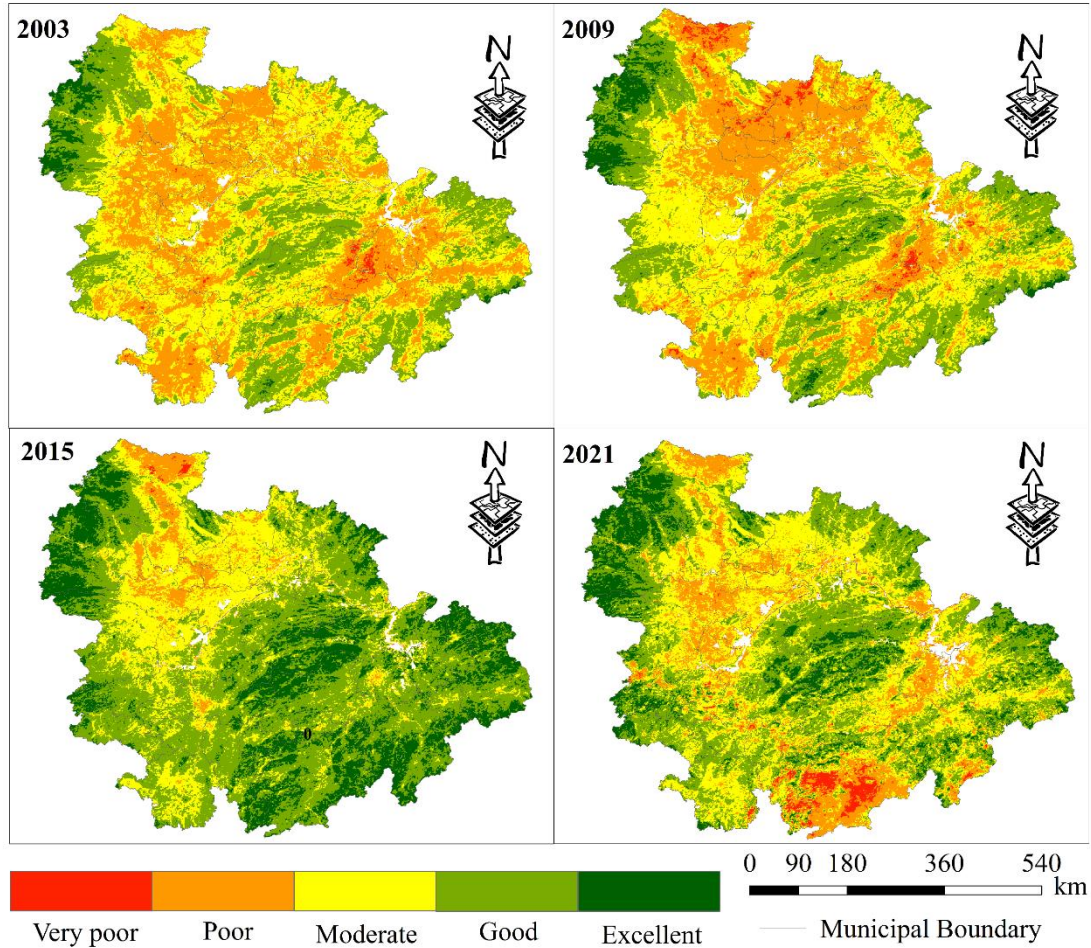 2003
N
2009
N
2015
N
0
2021
N
0 90 180 360 540
km
Very poor Poor Moderate Good Excellent
Municipal Boundary